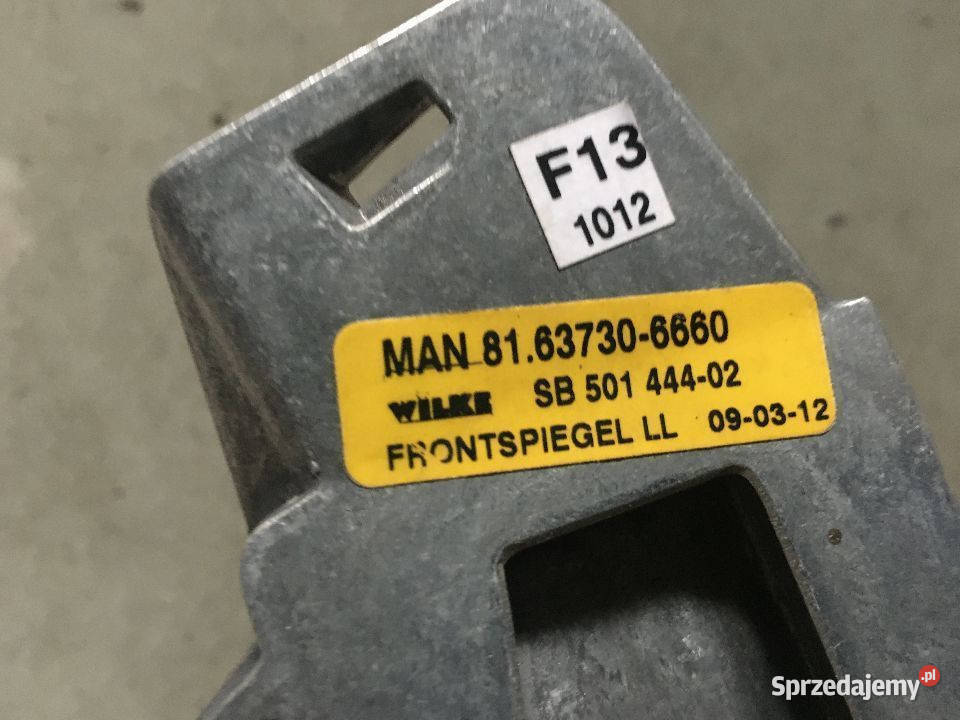 F13
1012
MAN 81.63730-6660
WILKE SB 501 444-02
FRONTSPIEGEL LL 09-03-12
Sprzedajemy.pl